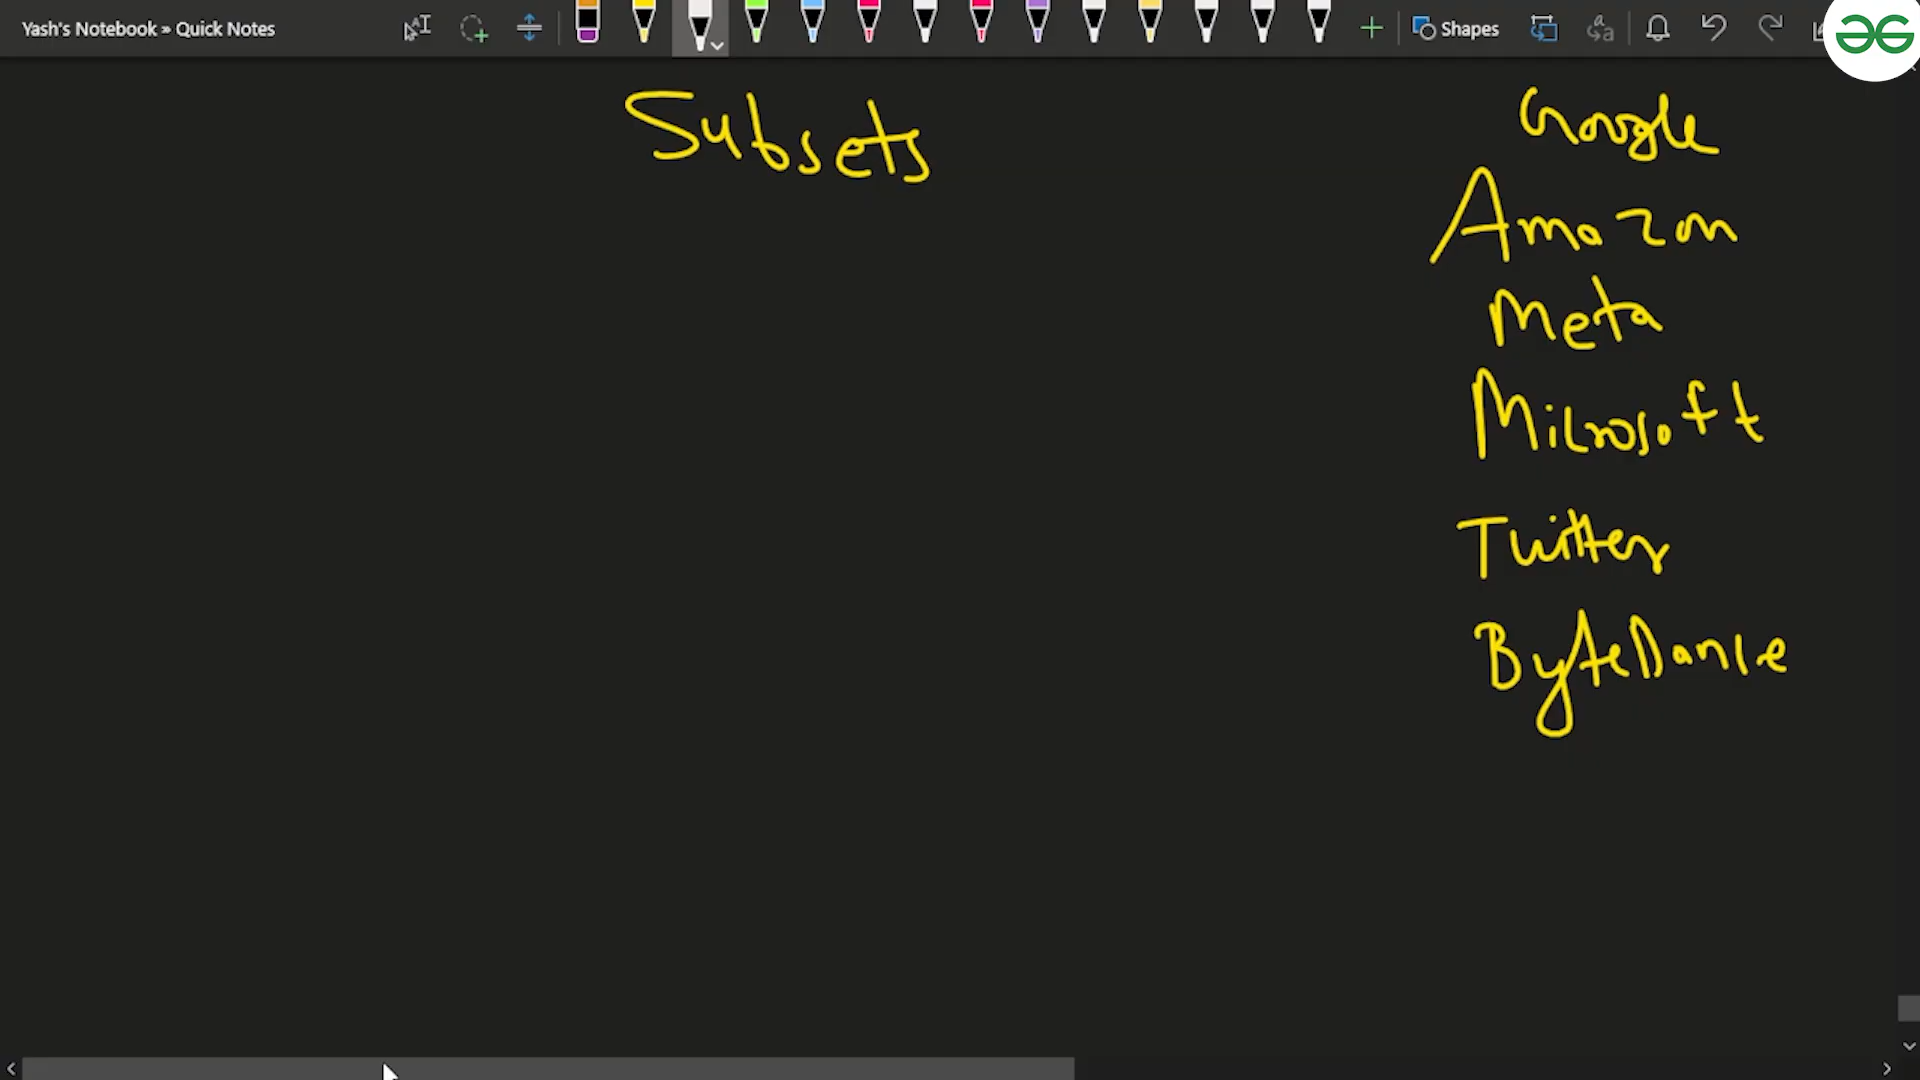 Yash's Notebook » Quick Notes
Shapes
Subsets
Google
Amazon
Meta
Microsoft
Twitter
ByteDance